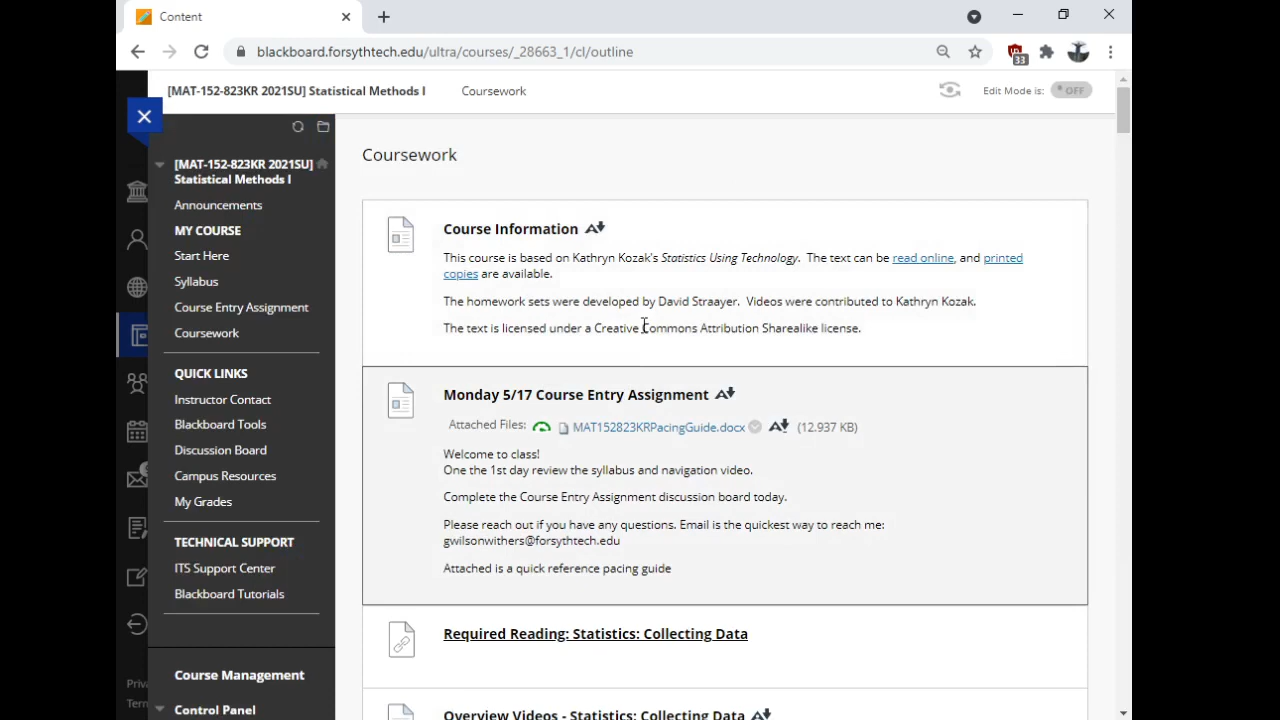 Content
blackboard.forsythtech.edu/ultra/courses/_28663_1/cl/outline
33
[MAT-152-823KR 2021SU] Statistical Methods I
Coursework
Edit Mode is:
OFF
[MAT-152-823KR 2021SU]
Statistical Methods I
Announcements
MY COURSE
Start Here
Syllabus
Course Entry Assignment
Coursework
QUICK LINKS
Instructor Contact
Blackboard Tools
Discussion Board
Campus Resources
My Grades
TECHNICAL SUPPORT
ITS Support Center
Blackboard Tutorials
Course Management
Control Panel
Priv
Tern
Coursework
Course Information
This course is based on Kathryn Kozak's Statistics Using Technology. The text can be read online, and printed
copies are available.
The homework sets were developed by David Straayer. Videos were contributed to Kathryn Kozak.
The text is licensed under a Creative Commons Attribution Sharealike license.
Monday 5/17 Course Entry Assignment
Attached Files: MAT152823KRPacingGuide.docx (12.937 KB)
Welcome to class!
One the 1st day review the syllabus and navigation video.
Complete the Course Entry Assignment discussion board today.
Please reach out if you have any questions. Email is the quickest way to reach me:
gwilsonwithers@forsythtech.edu
Attached is a quick reference pacing guide
Required Reading: Statistics: Collecting Data
Overview Videos - Statistics: Collecting Data